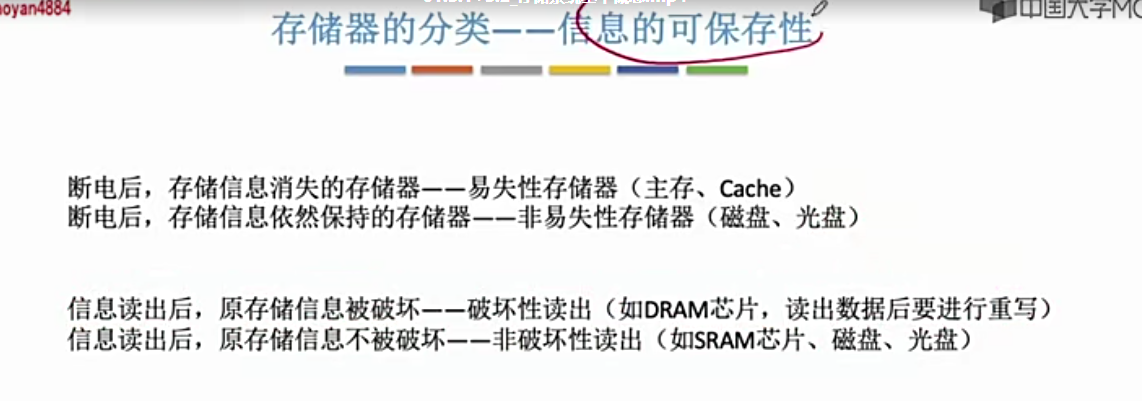 oyan4884
存储器的分类——信息的可保存性
中国大学MO
断电后，存储信息消失的存储器——易失性存储器（主存、Cache）
断电后，存储信息依然保持的存储器——非易失性存储器（磁盘、光盘）
信息读出后，原存储信息被破坏——破坏性读出（如DRAM芯片，读出数据后要进行重写）
信息读出后，原存储信息不被破坏——非破坏性读出（如SRAM芯片、磁盘、光盘）